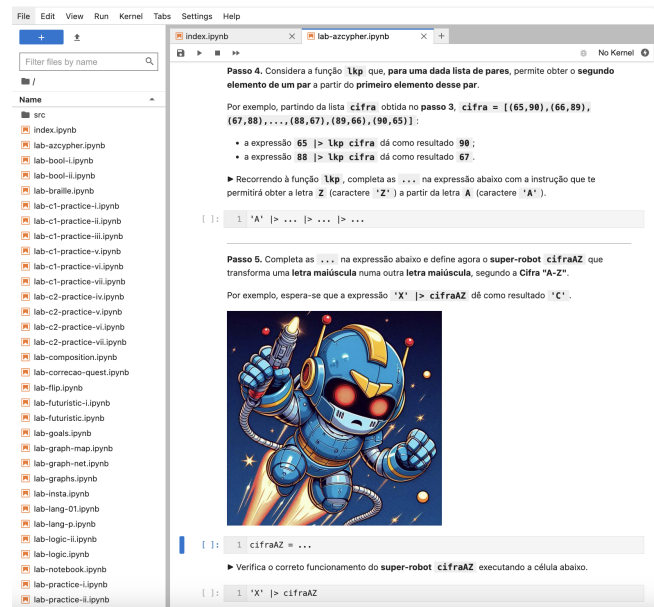 File Edit View Run Kernel Tabs Settings Help
+
index.ipynb × lab-azcypher.ipynb × +
No Kernel
Filter files by name
/
Name
src
index.ipynb
lab-azcypher.ipynb
lab-bool-i.ipynb
lab-bool-ii.ipynb
lab-braille.ipynb
lab-c1-practice-i.ipynb
lab-c1-practice-ii.ipynb
lab-c1-practice-iii.ipynb
lab-c1-practice-v.ipynb
lab-c1-practice-vi.ipynb
lab-c1-practice-vii.ipynb
lab-c2-practice-iv.ipynb
lab-c2-practice-v.ipynb
lab-c2-practice-vi.ipynb
lab-c2-practice-vii.ipynb
lab-composition.ipynb
lab-correcao-quest.ipynb
lab-flip.ipynb
lab-futuristic-i.ipynb
lab-futuristic.ipynb
lab-goals.ipynb
lab-graph-map.ipynb
lab-graph-net.ipynb
lab-graphs.ipynb
lab-insta.ipynb
lab-lang-01.ipynb
lab-lang-p.ipynb
lab-logic-ii.ipynb
lab-logic.ipynb
lab-notebook.ipynb
lab-practice-i.ipynb
lab-practice-ii.ipynb
Passo 4. Considera a função lkp que, para uma dada lista de pares, permite obter o segundo
elemento de um par a partir do primeiro elemento desse par.
Por exemplo, partindo da lista cifra obtida no passo 3, cifra = [(65,90),(66,89),
(67,88),...,(88,67),(89,66),(90,65)] :
• a expressão 65 |> lkp cifra dá como resultado 90 ;
• a expressão 88 |> lkp cifra dá como resultado 67 .
► Recorrendo à função lkp , completa as ... na expressão abaixo com a instrução que te
permitirá obter a letra Z (caractere 'Z' ) a partir da letra A (caractere 'A' ).
[ ]: 1 'A' |> ... |> ... |> ...
Passo 5. Completa as ... na expressão abaixo e define agora o super-robot cifraAZ que
transforma uma letra maiúscula numa outra letra maiúscula, segundo a Cifra "A-Z".
Por exemplo, espera-se que a expressão 'X' |> cifraAZ dê como resultado 'C' .
[ ]: 1 cifraAZ = ...
► Verifica o correto funcionamento do super-robot cifraAZ executando a célula abaixo.
[ ]: 1 'X' |> cifraAZ